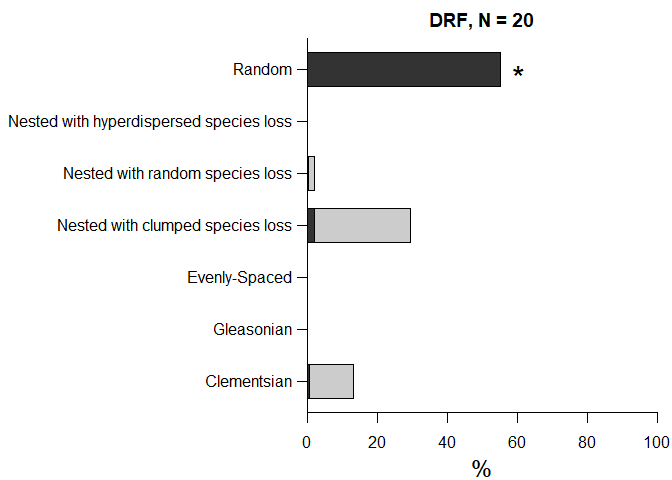 DRF, N = 20
Random
*
Nested with hyperdispersed species loss
Nested with random species loss
Nested with clumped species loss
Evenly-Spaced
Gleasonian
Clementsian
0 20 40 60 80 100
%